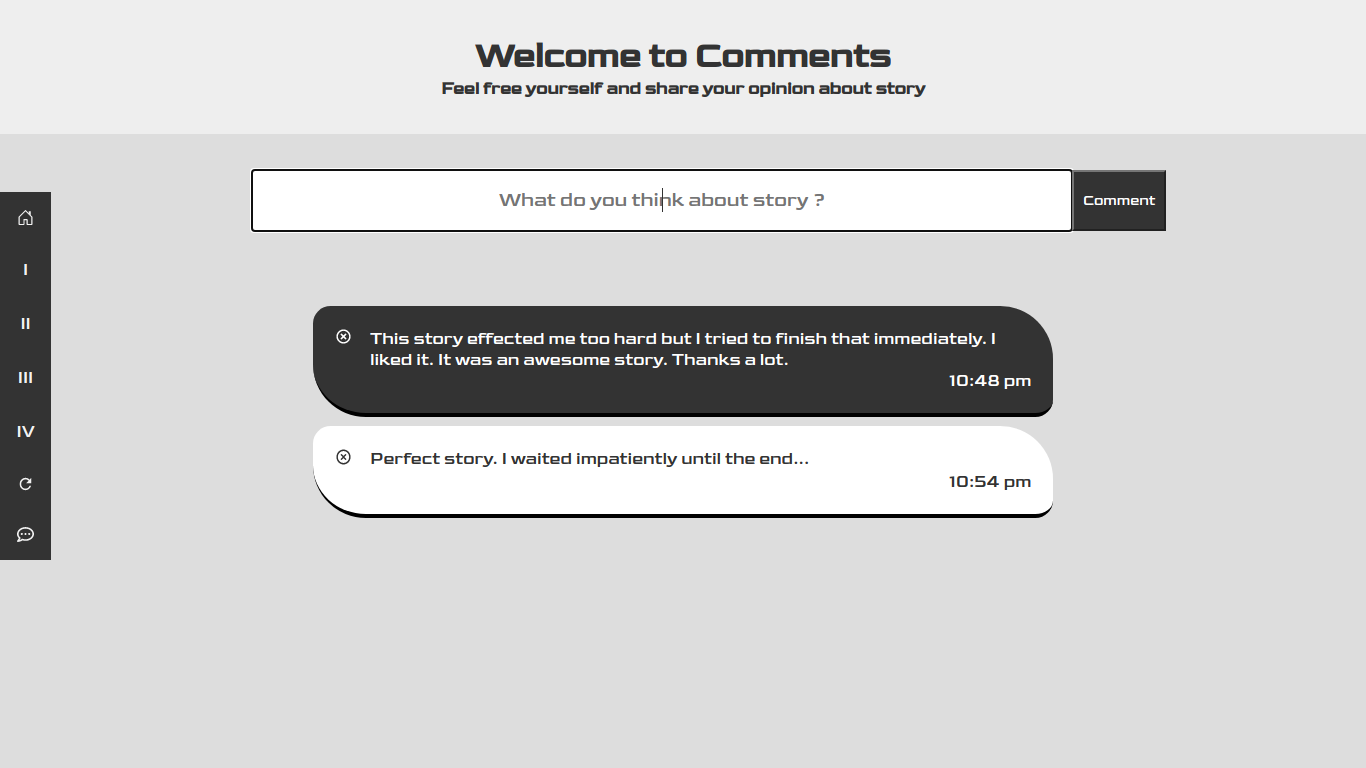 Welcome to Comments
Feel free yourself and share your opinion about story
What do you think about story ?
Comment
I
II
III
IV
This story effected me too hard but I tried to finish that immediately. I
liked it. It was an awesome story. Thanks a lot.
10:48 pm
Perfect story. I waited impatiently until the end...
10:54 pm